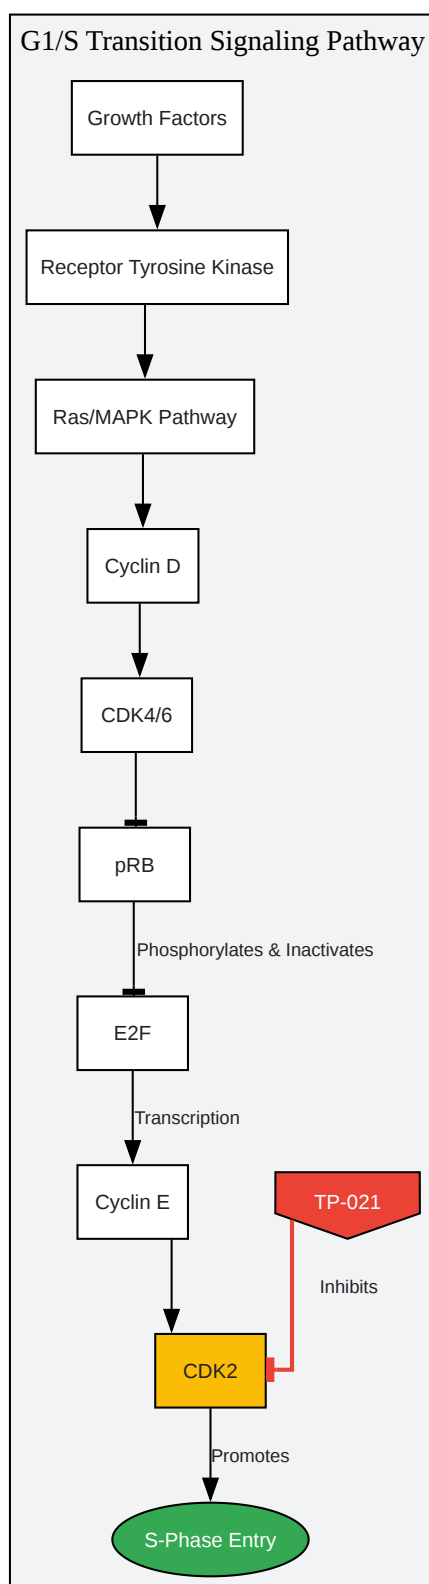 G1/S Transition Signaling Pathway
Growth Factors
Receptor Tyrosine Kinase
Ras/MAPK Pathway
Cyclin D
CDK4/6
pRB
Phosphorylates & Inactivates
E2F
Transcription
Cyclin E
TP-021
Inhibits
CDK2
Promotes
S-Phase Entry